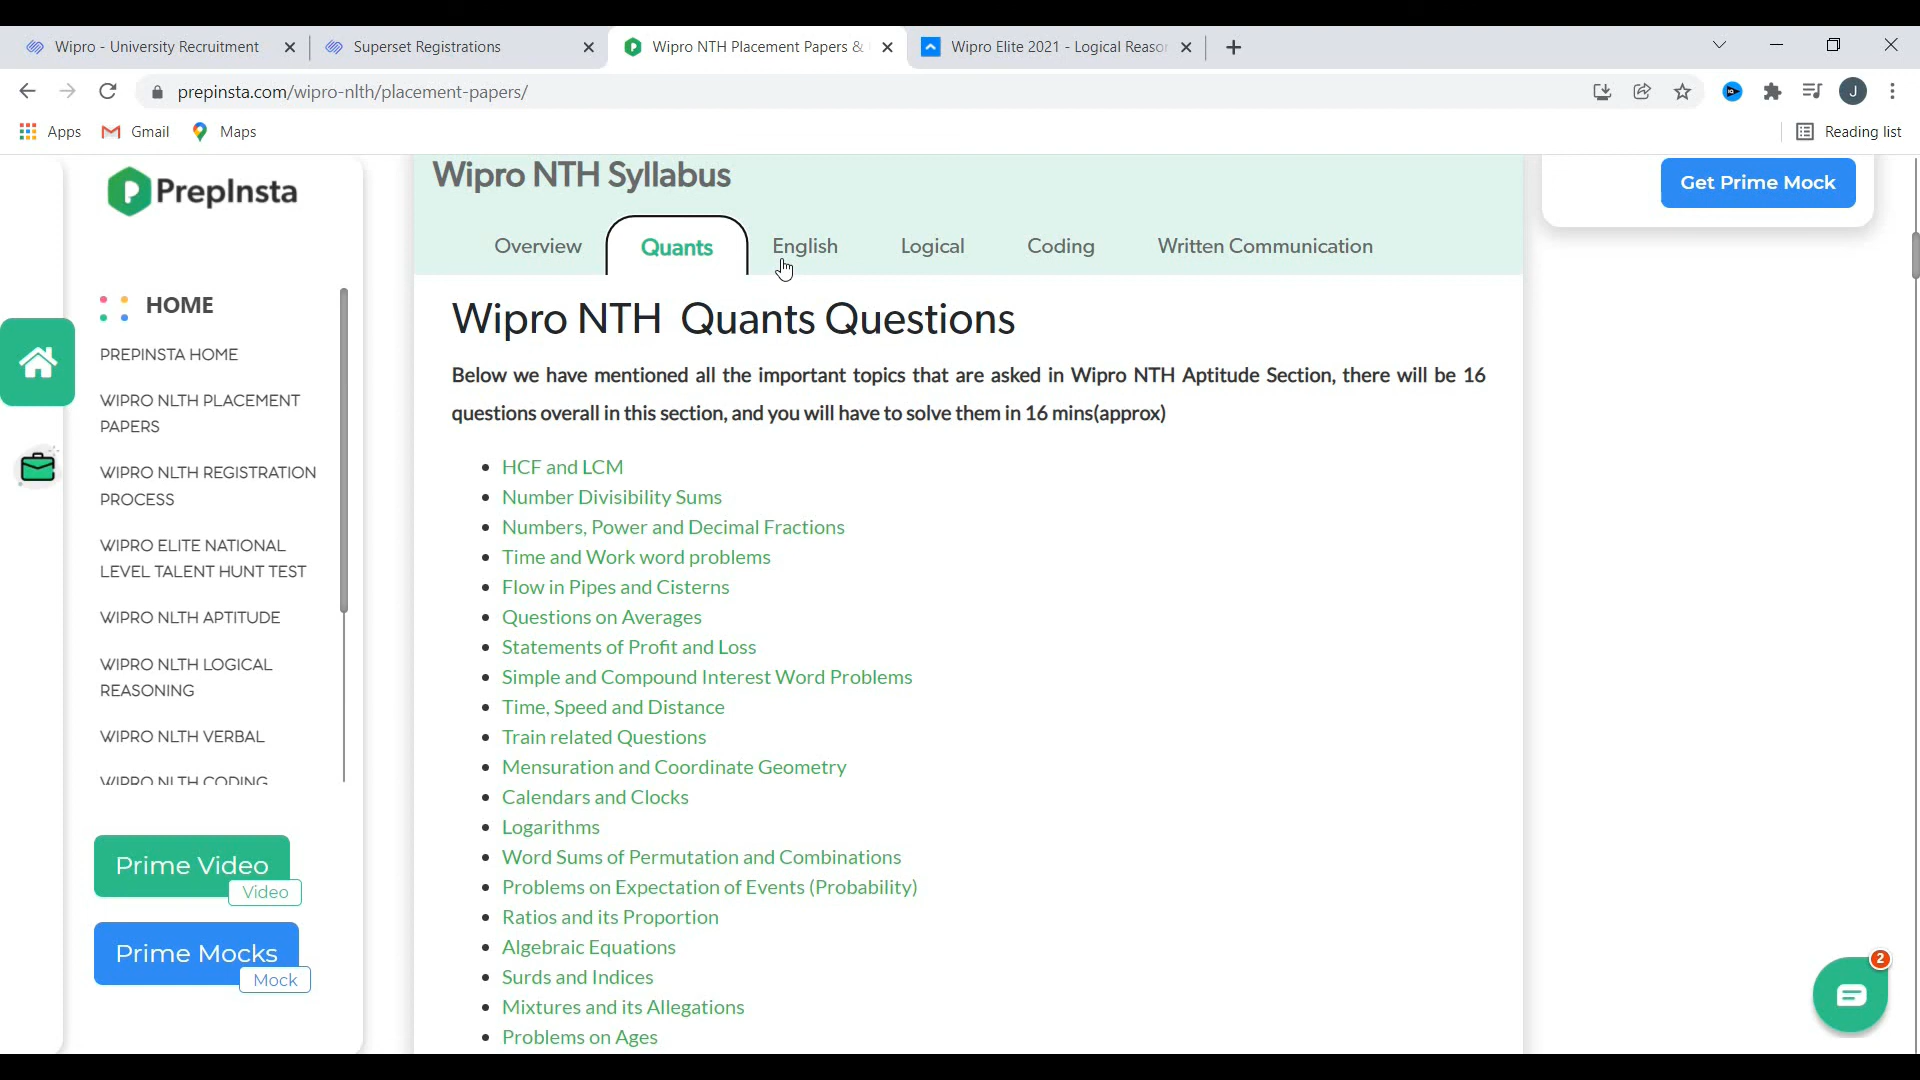 Wipro - University Recruitment
Superset Registrations
Wipro NTH Placement Papers &
Wipro Elite 2021 - Logical Reason
prepinsta.com/wipro-nlth/placement-papers/
J
Apps
Gmail
Maps
Reading list
PrepInsta
HOME
PREPINSTA HOME
WIPRO NLTH PLACEMENT
PAPERS
WIPRO NLTH REGISTRATION
PROCESS
WIPRO ELITE NATIONAL
LEVEL TALENT HUNT TEST
WIPRO NLTH APTITUDE
WIPRO NLTH LOGICAL
REASONING
WIPRO NLTH VERBAL
WIPRO NLTH CODING
Prime Video
Video
Prime Mocks
Mock
Wipro NTH Syllabus
Overview
Quants
English
Logical
Coding
Written Communication
Wipro NTH Quants Questions
Below we have mentioned all the important topics that are asked in Wipro NTH Aptitude Section, there will be 16
questions overall in this section, and you will have to solve them in 16 mins(approx)
HCF and LCM
Number Divisibility Sums
Numbers, Power and Decimal Fractions
Time and Work word problems
Flow in Pipes and Cisterns
Questions on Averages
Statements of Profit and Loss
Simple and Compound Interest Word Problems
Time, Speed and Distance
Train related Questions
Mensuration and Coordinate Geometry
Calendars and Clocks
Logarithms
Word Sums of Permutation and Combinations
Problems on Expectation of Events (Probability)
Ratios and its Proportion
Algebraic Equations
Surds and Indices
Mixtures and its Allegations
Problems on Ages
Get Prime Mock
2